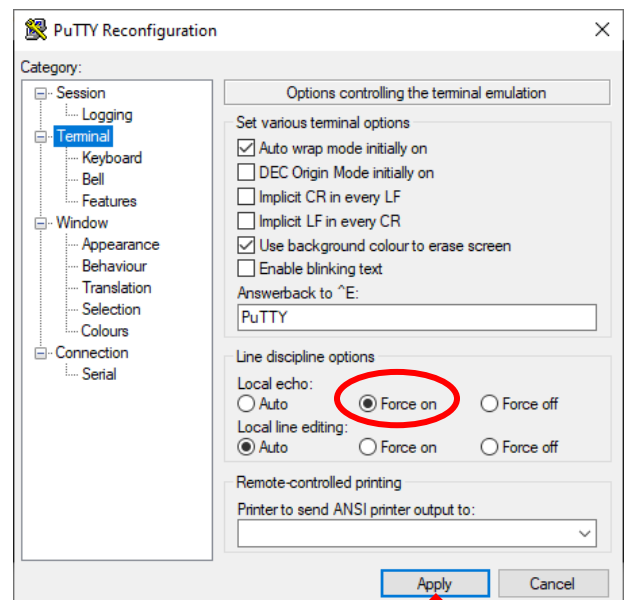 PuTTY Reconfiguration
Category:
Session
Logging
Terminal
Keyboard
Bell
Features
Window
Appearance
Behaviour
Translation
Selection
Colours
Connection
Serial
Options controlling the terminal emulation
Set various terminal options
Auto wrap mode initially on
DEC Origin Mode initially on
Implicit CR in every LF
Implicit LF in every CR
Use background colour to erase screen
Enable blinking text
Answerback to ^E:
PuTTY
Line discipline options
Local echo:
Auto Force on Force off
Local line editing:
Auto Force on Force off
Remote-controlled printing
Printer to send ANSI printer output to:
Apply Cancel